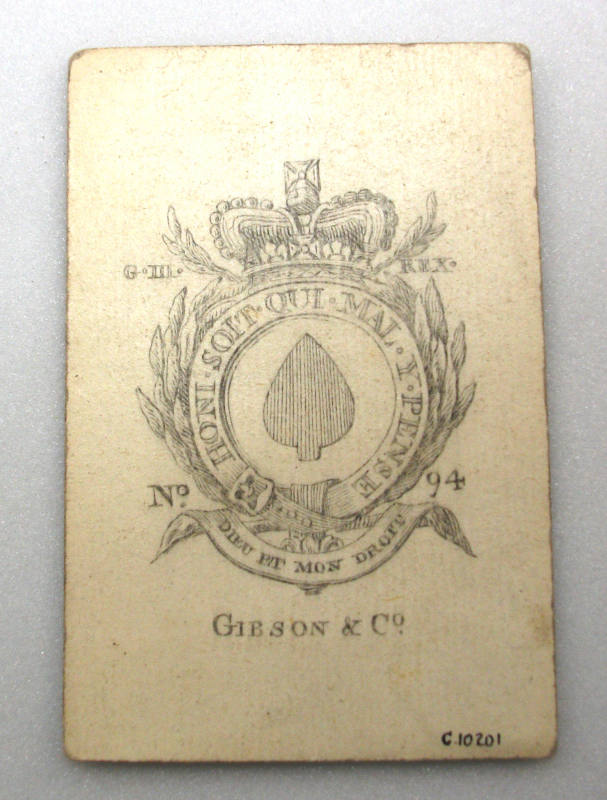 G·III· REX·
HONI·SOIT·QUI·MAL·Y·PENSE
Nº 94
DIEU ET MON DROIT
GIBSON & Cº
C.10201